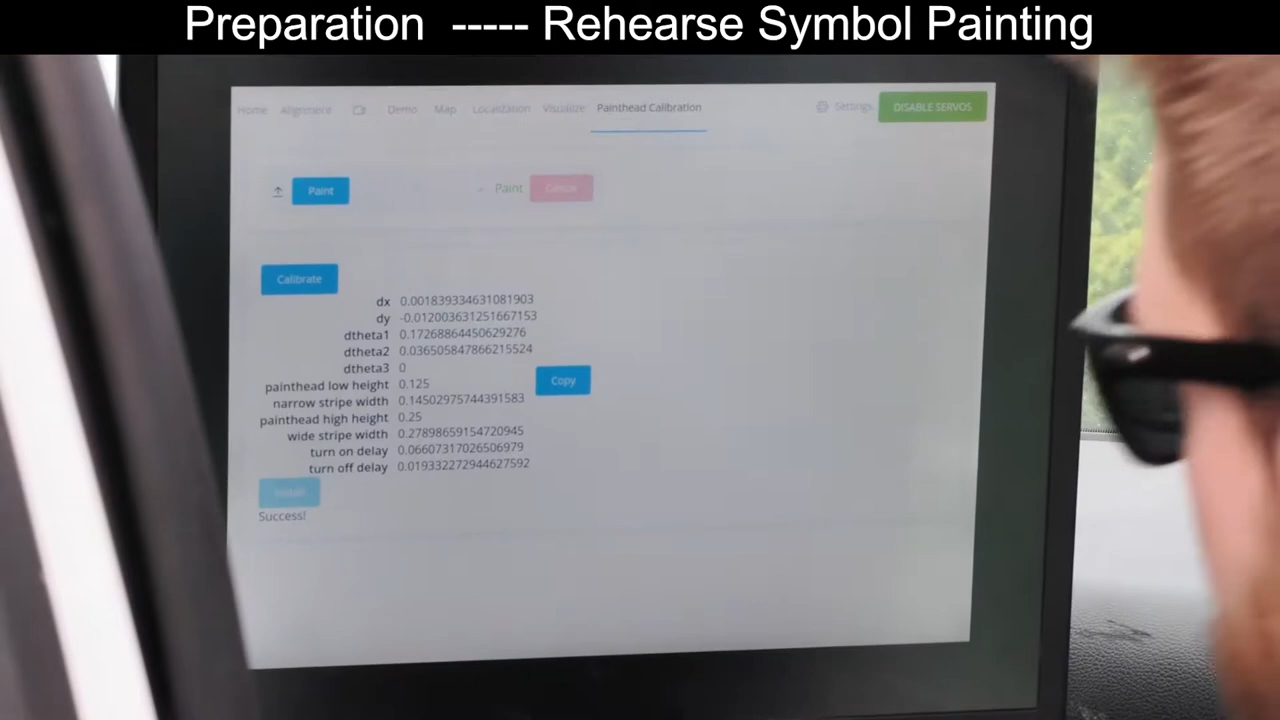 Preparation ----- Rehearse Symbol Painting
Home Alignment Demo Map Localization Visualize Painthead Calibration Settings DISABLE SERVOS
Paint Paint Cancel
Calibrate
dx 0.001839334631081903
dy -0.012003631251667153
dtheta1 0.17268864450629276
dtheta2 0.036505847866215524
dtheta3 0
painthead low height 0.125
Copy
narrow stripe width 0.14502975744391583
painthead high height 0.25
wide stripe width 0.27898659154720945
turn on delay 0.06607317026506979
turn off delay 0.019332272944627592
Success!